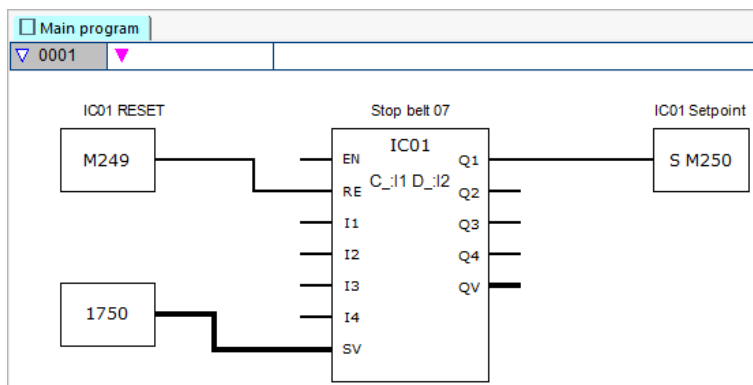 Main program
0001
IC01 RESET
Stop belt 07
IC01 Setpoint
M249
IC01
C_:I1 D_:I2
EN
RE
I1
I2
I3
I4
SV
Q1
Q2
Q3
Q4
QV
S M250
1750